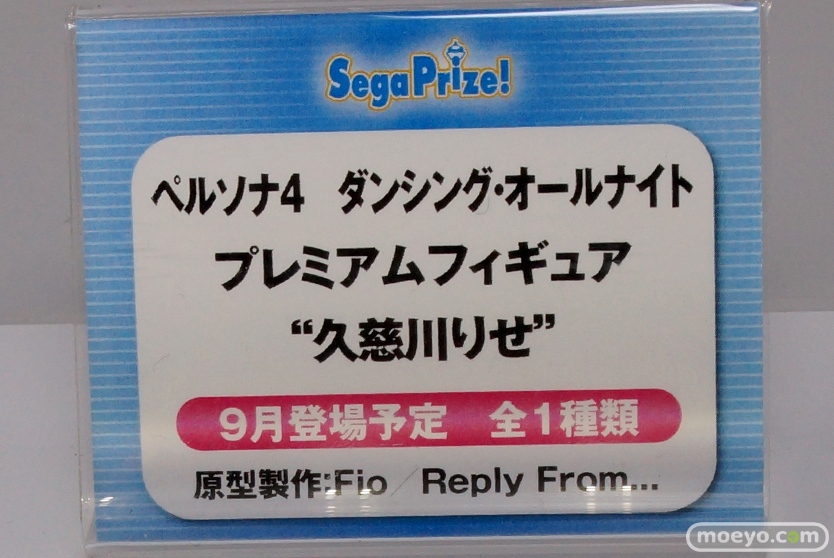 SegaPrize!
ペルソナ4 ダンシング・オールナイト
プレミアムフィギュア
“久慈川りせ”
9月登場予定 全1種類
原型製作:Fio／Reply From...
moeyo.com